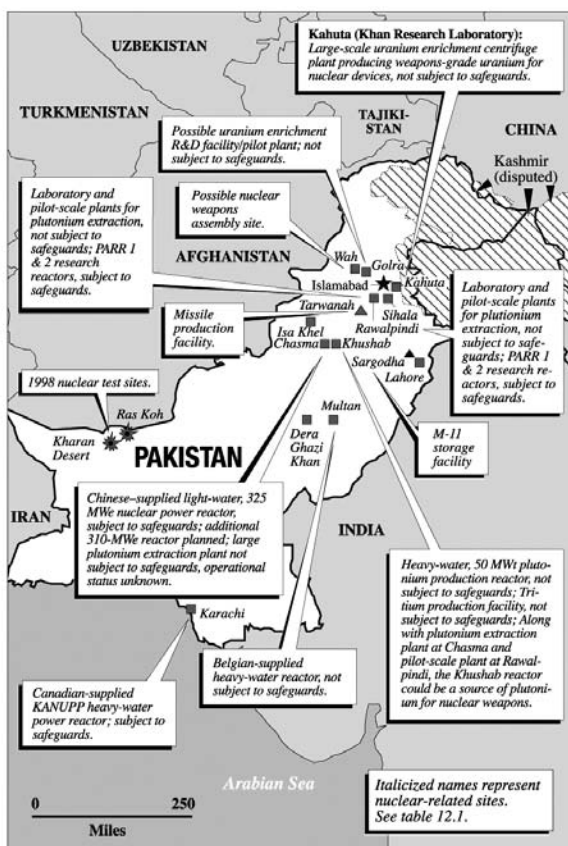 UZBEKISTAN
TURKMENISTAN
TAJIKI-
STAN
CHINA
Kashmir
(disputed)
AFGHANISTAN
Kahuta (Khan Research Laboratory):
Large-scale uranium enrichment centrifuge
plant producing weapons-grade uranium for
nuclear devices, not subject to safeguards.
Possible uranium enrichment
R&D facility/pilot plant; not
subject to safeguards.
Laboratory and
pilot-scale plants for
plutonium extraction,
not subject to
safeguards; PARR 1
& 2 research
reactors, subject to
safeguards.
Possible nuclear
weapons
assembly site.
Wah
Golra
Islamabad
Kahuta
Tarwanah
Sihala
Rawalpindi
Missile
production
facility.
Isa Khel
Chasma
Khushab
Sargodha
Lahore
Laboratory and
pilot-scale plants
for plutionium
extraction, not
subject to safe-
guards; PARR 1
& 2 research re-
actors, subject to
safeguards.
1998 nuclear test sites.
Ras Koh
Kharan
Desert
PAKISTAN
Multan
Dera
Ghazi
Khan
M-11
storage
facility
IRAN
INDIA
Chinese–supplied light-water, 325
MWe nuclear power reactor,
subject to safeguards; additional
310-MWe reactor planned; large
plutonium extraction plant not
subject to safeguards, operational
status unknown.
Heavy-water, 50 MWt pluto-
nium production reactor, not
subject to safeguards; Tri-
tium production facility, not
subject to safeguards; Along
with plutonium extraction
plant at Chasma and
pilot-scale plant at Rawal-
pindi, the Khushab reactor
could be a source of plutoni-
um for nuclear weapons.
Karachi
Belgian-supplied
heavy-water reactor, not
subject to safeguards.
Canadian-supplied
KANUPP heavy-water
power reactor; subject to
safeguards.
Arabian Sea
0
250
Miles
Italicized names represent
nuclear-related sites.
See table 12.1.